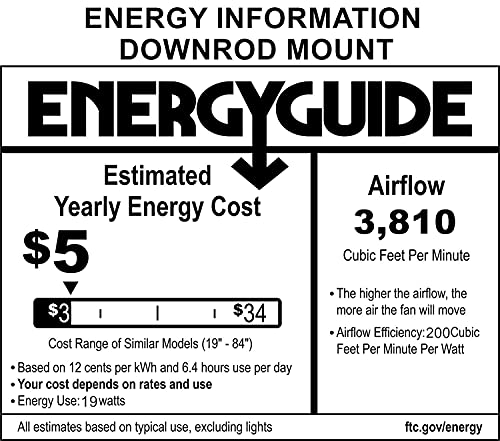 ENERGY INFORMATION
DOWNROD MOUNT
ENERGYGUIDE
Estimated
Yearly Energy Cost
$5
$3 $34
Cost Range of Similar Models (19" - 84")
• Based on 12 cents per kWh and 6.4 hours use per day
• Your cost depends on rates and use
• Energy Use: 19watts
Airflow
3,810
Cubic Feet Per Minute
• The higher the airflow, the
more air the fan will move
• Airflow Efficiency: 200Cubic
Feet Per Minute Per Watt
All estimates based on typical use, excluding lights
ftc.gov/energy